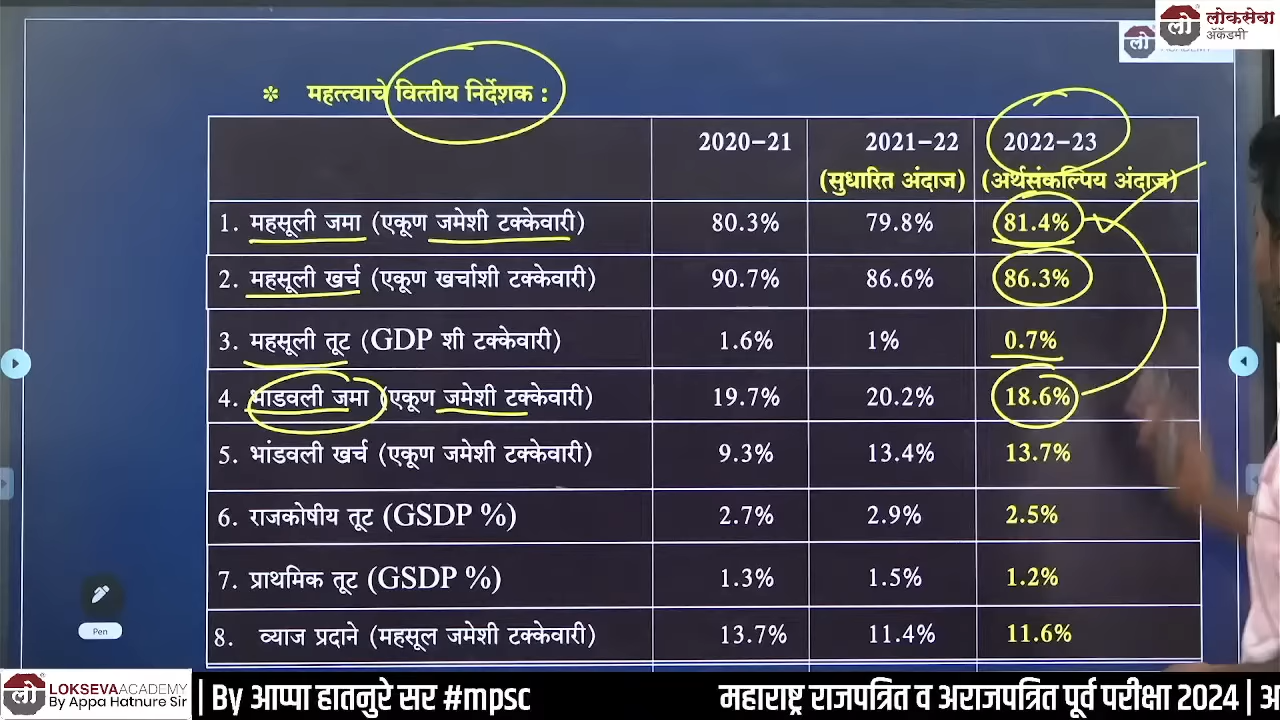 लोकसेवा
अ‍ॅकॅडमी
ACADEMY
* महत्त्वाचे वित्तीय निर्देशक :
2020-21 2021-22 2022-23
(सुधारित अंदाज) (अर्थसंकल्पिय अंदाज)
1. महसूली जमा (एकूण जमेशी टक्केवारी) 80.3% 79.8% 81.4%
2. महसूली खर्च (एकूण खर्चाशी टक्केवारी) 90.7% 86.6% 86.3%
3. महसूली तूट (GDP शी टक्केवारी) 1.6% 1% 0.7%
4. भांडवली जमा (एकूण जमेशी टक्केवारी) 19.7% 20.2% 18.6%
5. भांडवली खर्च (एकूण जमेशी टक्केवारी) 9.3% 13.4% 13.7%
6. राजकोषीय तूट (GSDP %) 2.7% 2.9% 2.5%
7. प्राथमिक तूट (GSDP %) 1.3% 1.5% 1.2%
8. व्याज प्रदाने (महसूल जमेशी टक्केवारी) 13.7% 11.4% 11.6%
Pen
LOKSEVA ACADEMY
By Appa Hatnure Sir
| By आप्पा हातनुरे सर #mpsc महाराष्ट्र राजपत्रित व अराजपत्रित पूर्व परीक्षा 2024 |